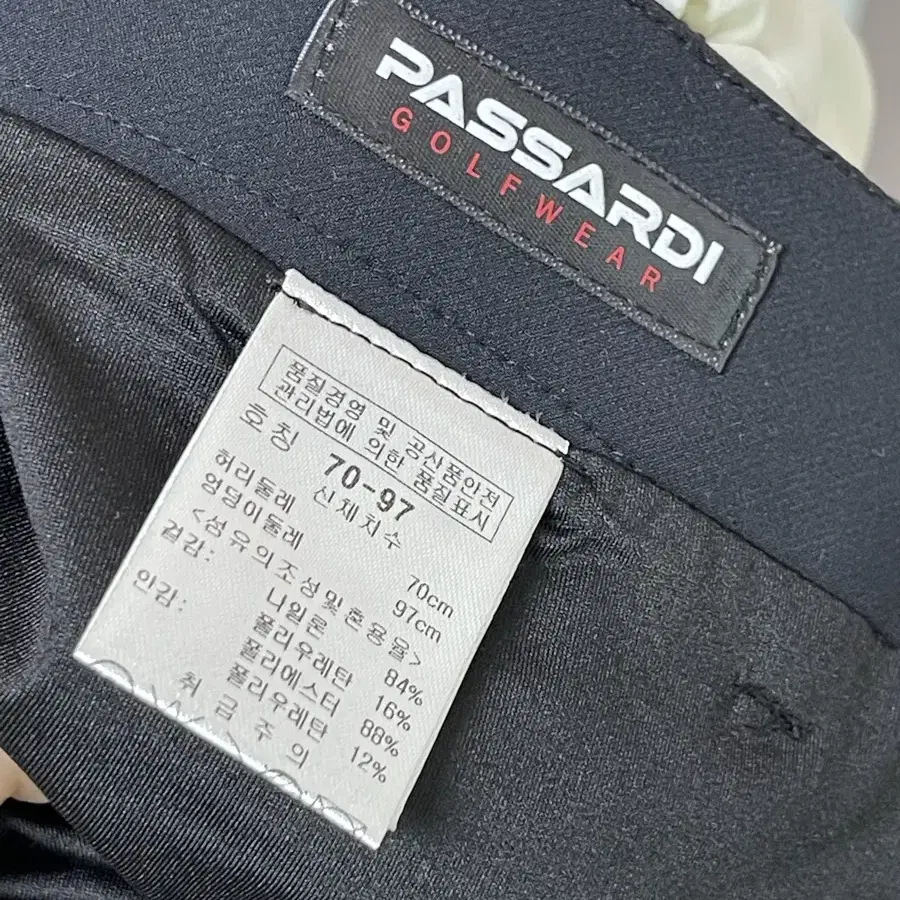 PASSARDI
GOLFWEAR
품질경영 및 공산품안전
관리법에 의한 품질표시
호칭 70-97
신체치수
허리둘레 70cm
엉덩이둘레 97cm
<섬유의조성및혼용율>
겉감: 나일론 84%
폴리우레탄 16%
안감: 폴리에스터 88%
폴리우레탄 12%
취급주의